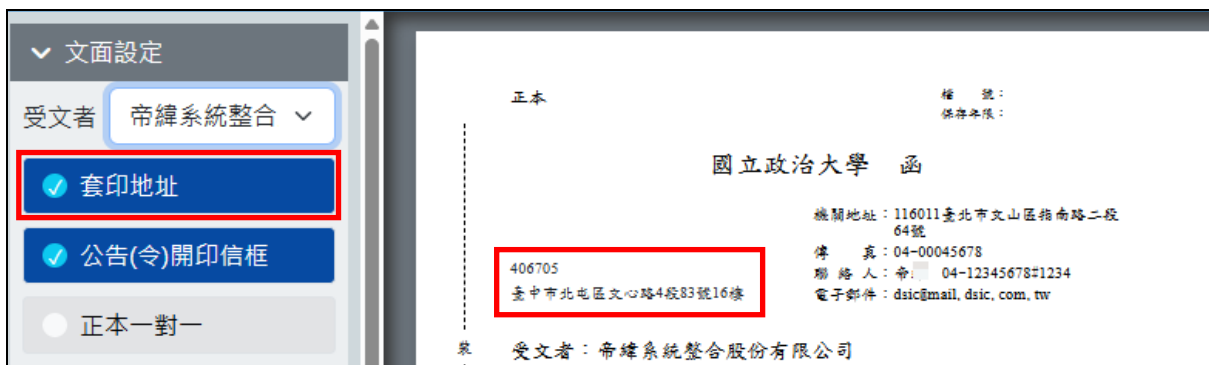 文面設定
受文者 帝緯系統整合
套印地址
公告(令)開印信框
正本一對一
正本
檔 號：
保存年限：
國立政治大學 函
機關地址：116011臺北市文山區指南路二段
64號
傳 真：04-00045678
聯 絡 人：帝 04-12345678#1234
電子郵件：dsic@mail.dsic.com.tw
406705
臺中市北屯區文心路4段83號16樓
裝
受文者：帝緯系統整合股份有限公司